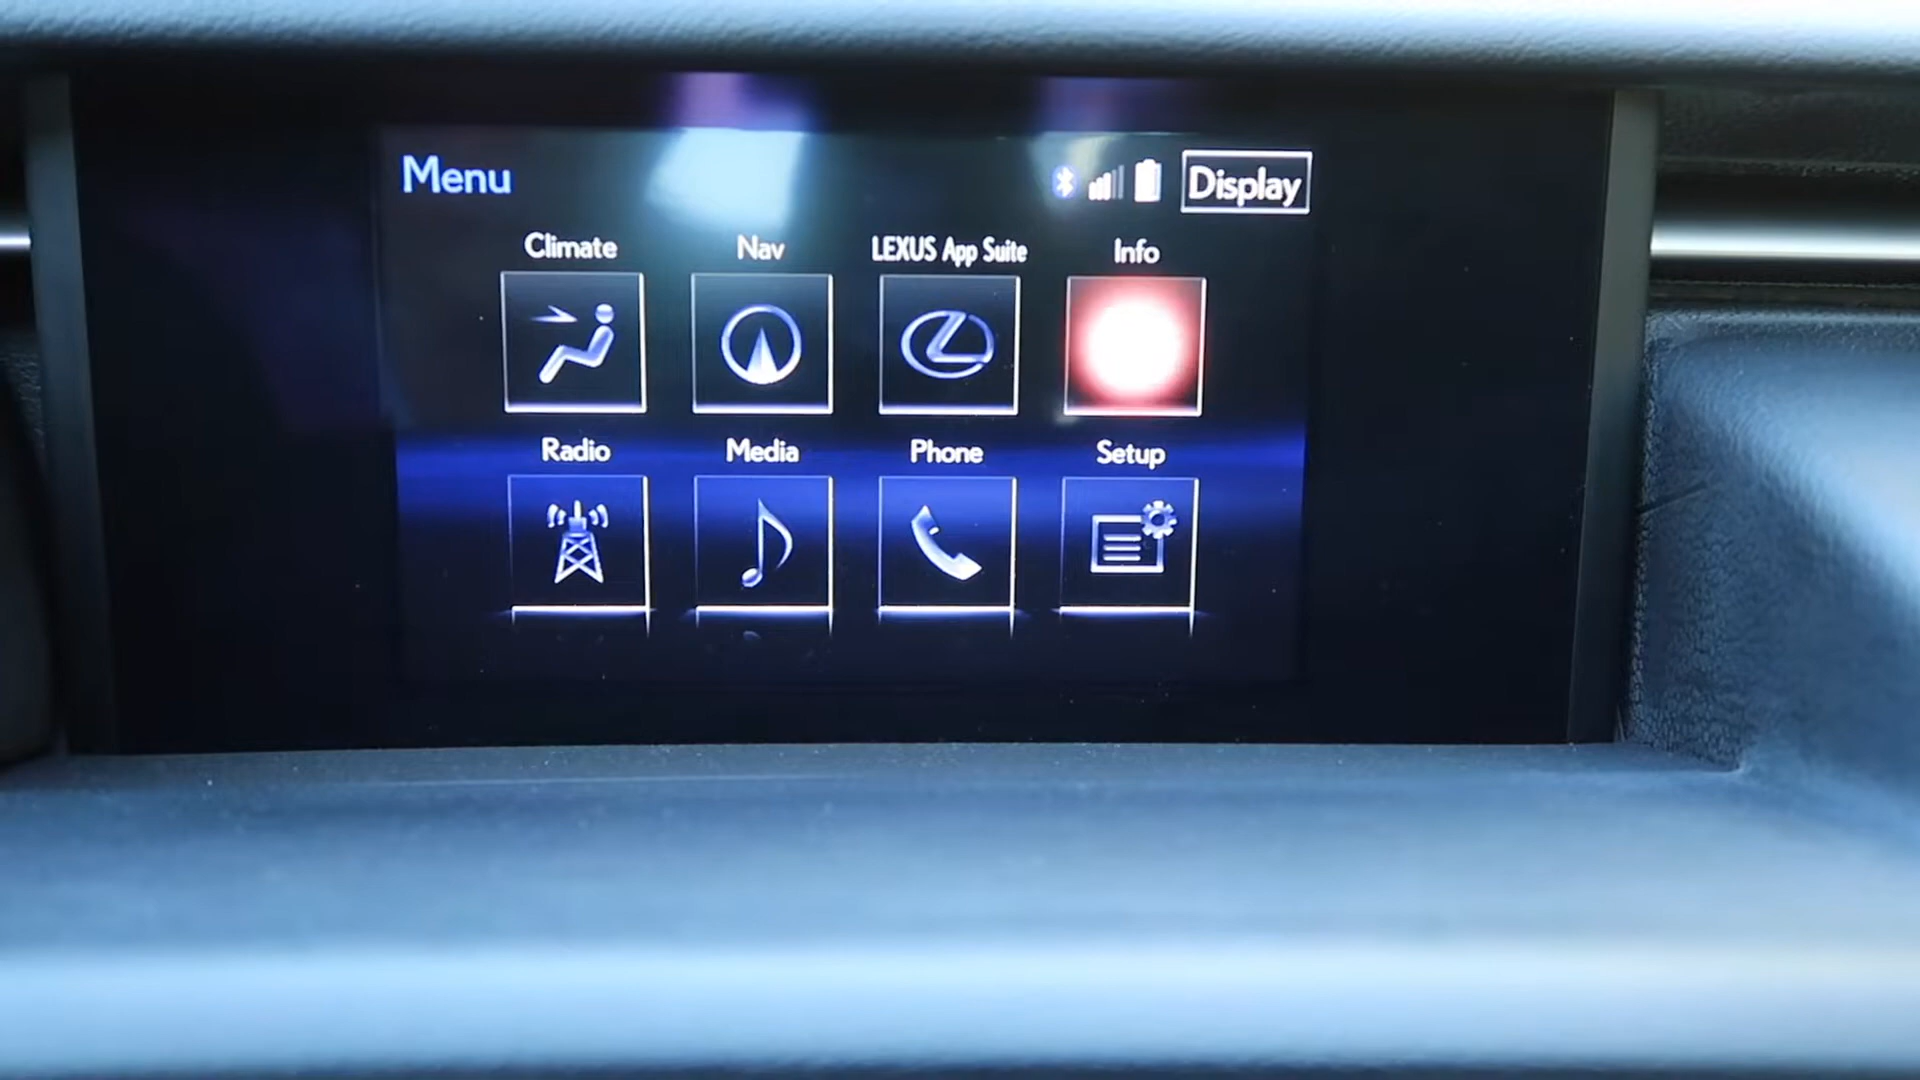 Menu
Display
Climate
Nav
LEXUS App Suite
Info
Radio
Media
Phone
Setup